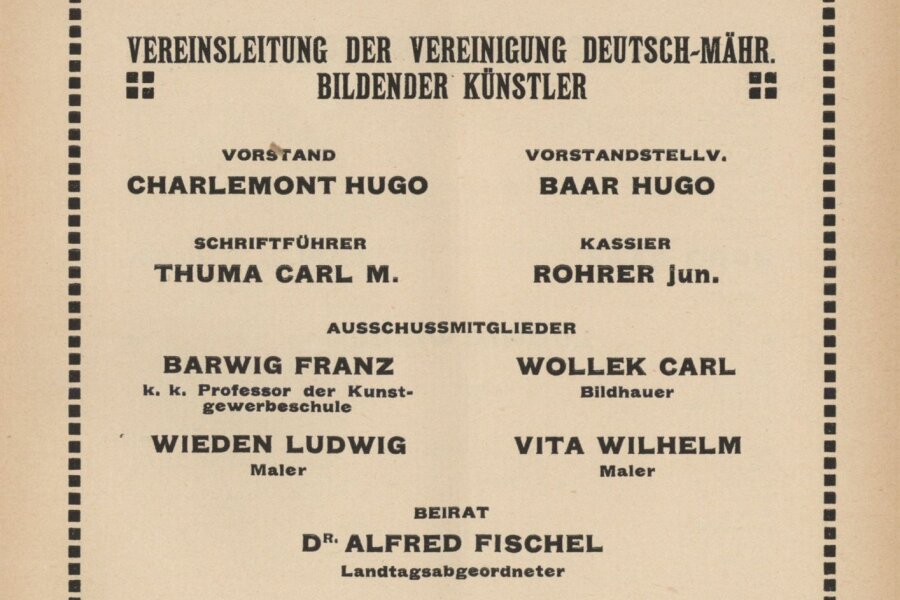 VEREINSLEITUNG DER VEREINIGUNG DEUTSCH-MÄHR.
BILDENDER KÜNSTLER
VORSTAND
CHARLEMONT HUGO
VORSTANDSTELLV.
BAAR HUGO
SCHRIFTFÜHRER
THUMA CARL M.
KASSIER
ROHRER jun.
AUSSCHUSSMITGLIEDER
BARWIG FRANZ
k. k. Professor der Kunst-
gewerbeschule
WOLLEK CARL
Bildhauer
WIEDEN LUDWIG
Maler
VITA WILHELM
Maler
BEIRAT
DR. ALFRED FISCHEL
Landtagsabgeordneter